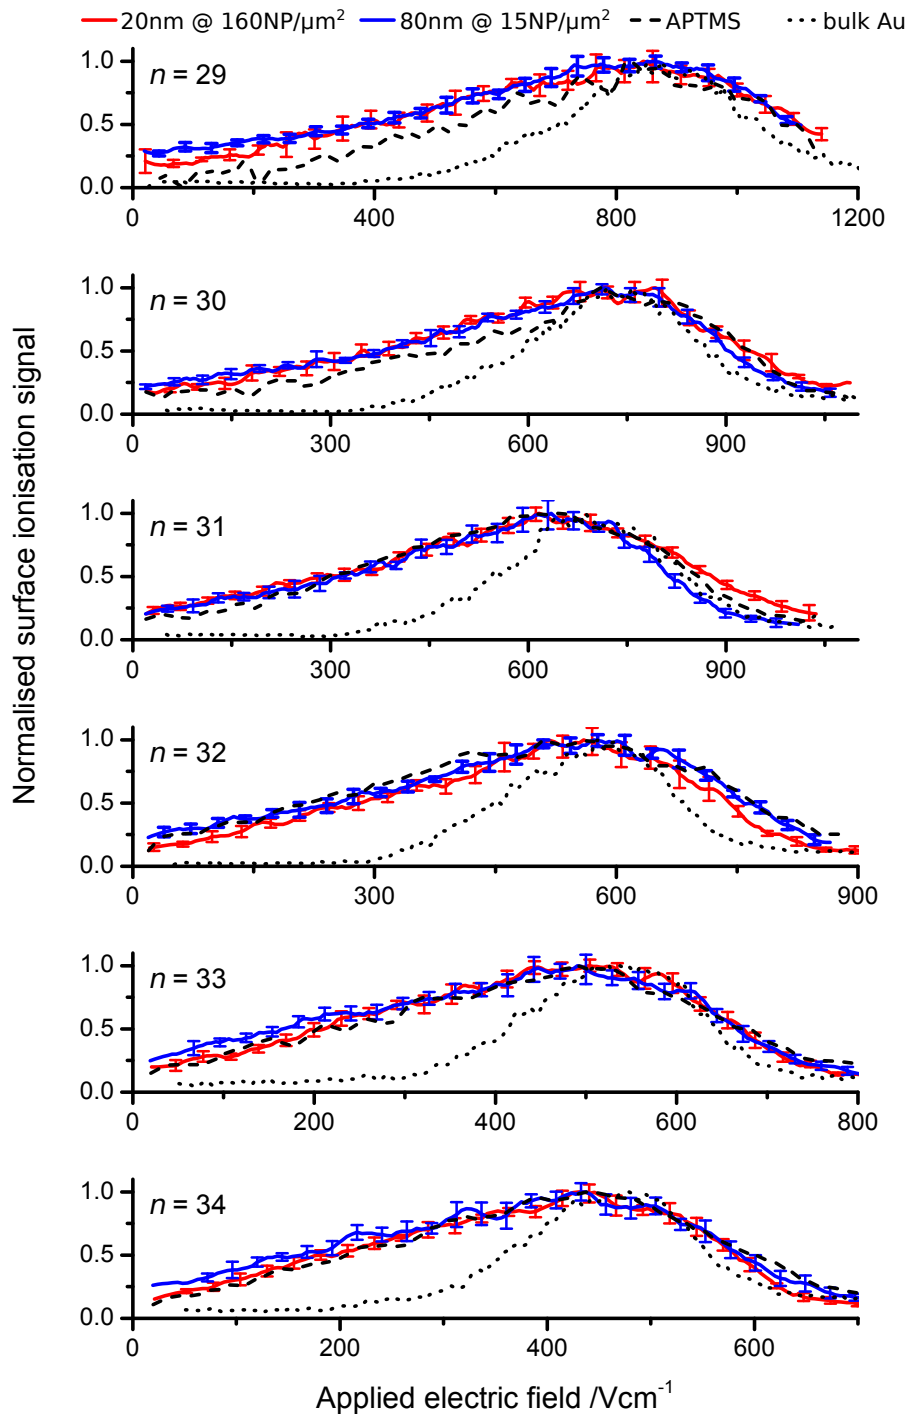 20nm @ 160NP/µm² 80nm @ 15NP/µm² APTMS bulk Au
Normalised surface ionisation signal
n = 29
1.0
0.5
0.0
0 400 800 1200
n = 30
1.0
0.5
0.0
0 300 600 900
n = 31
1.0
0.5
0.0
0 300 600 900
n = 32
1.0
0.5
0.0
0 300 600 900
n = 33
1.0
0.5
0.0
0 200 400 600 800
n = 34
1.0
0.5
0.0
0 200 400 600
Applied electric field /Vcm⁻¹